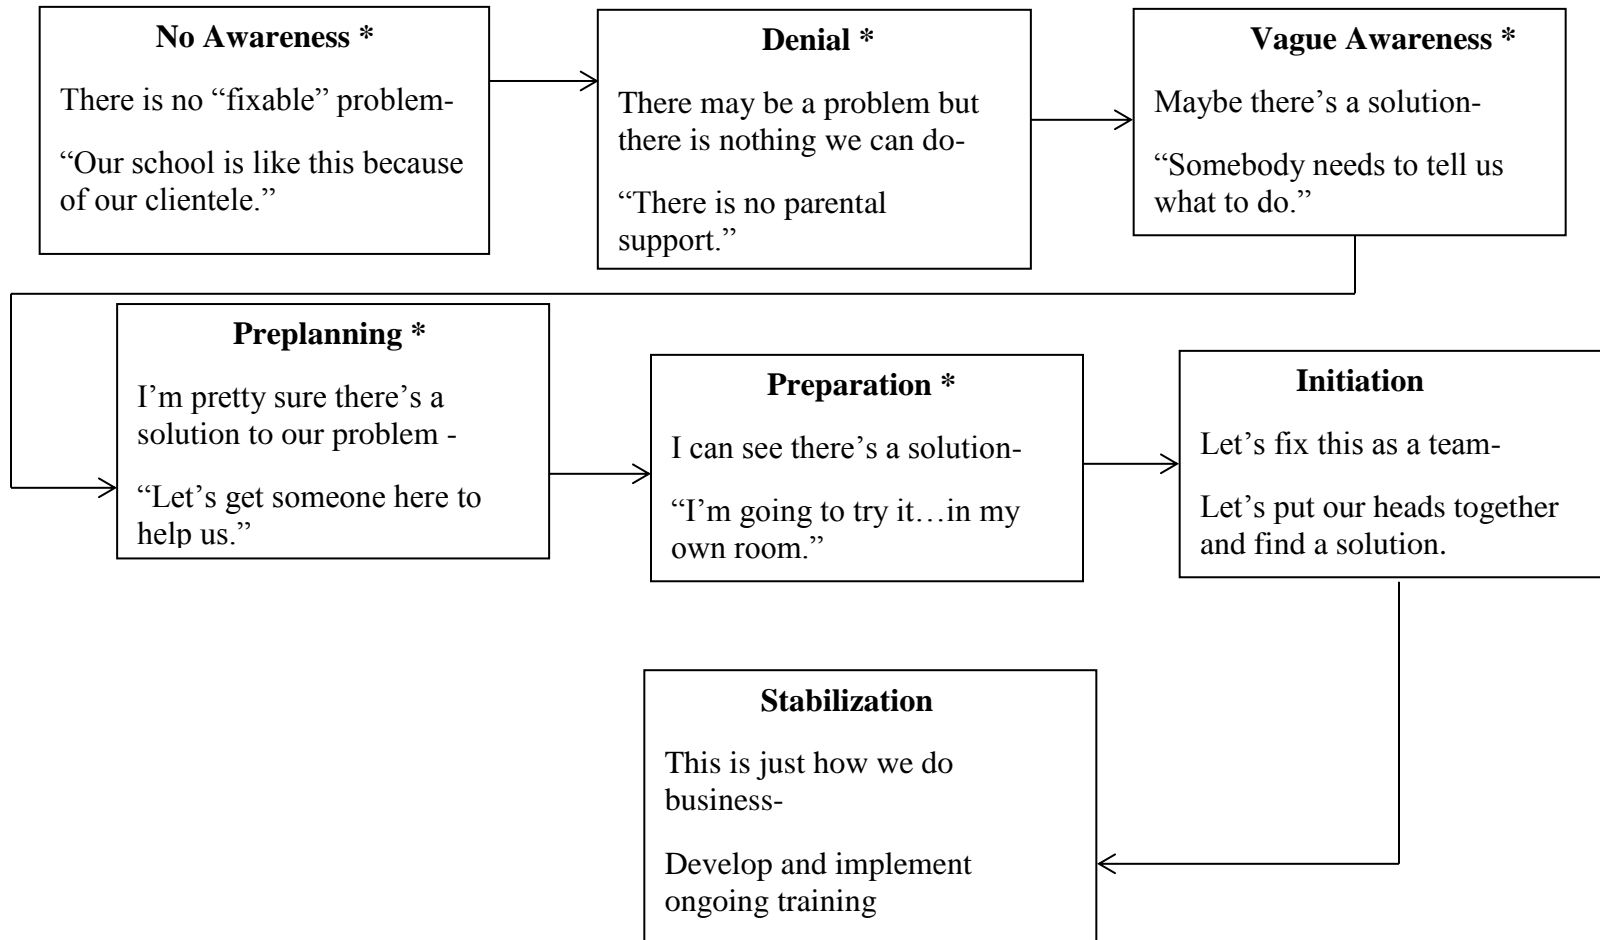 No Awareness *
There is no “fixable” problem-
“Our school is like this because
of our clientele.”
Denial *
There may be a problem but
there is nothing we can do-
“There is no parental
support.”
Vague Awareness *
Maybe there’s a solution-
“Somebody needs to tell us
what to do.”
Preplanning *
I’m pretty sure there’s a
solution to our problem -
“Let’s get someone here to
help us.”
Preparation *
I can see there’s a solution-
“I’m going to try it…in my
own room.”
Initiation
Let’s fix this as a team-
Let’s put our heads together
and find a solution.
Stabilization
This is just how we do
business-
Develop and implement
ongoing training